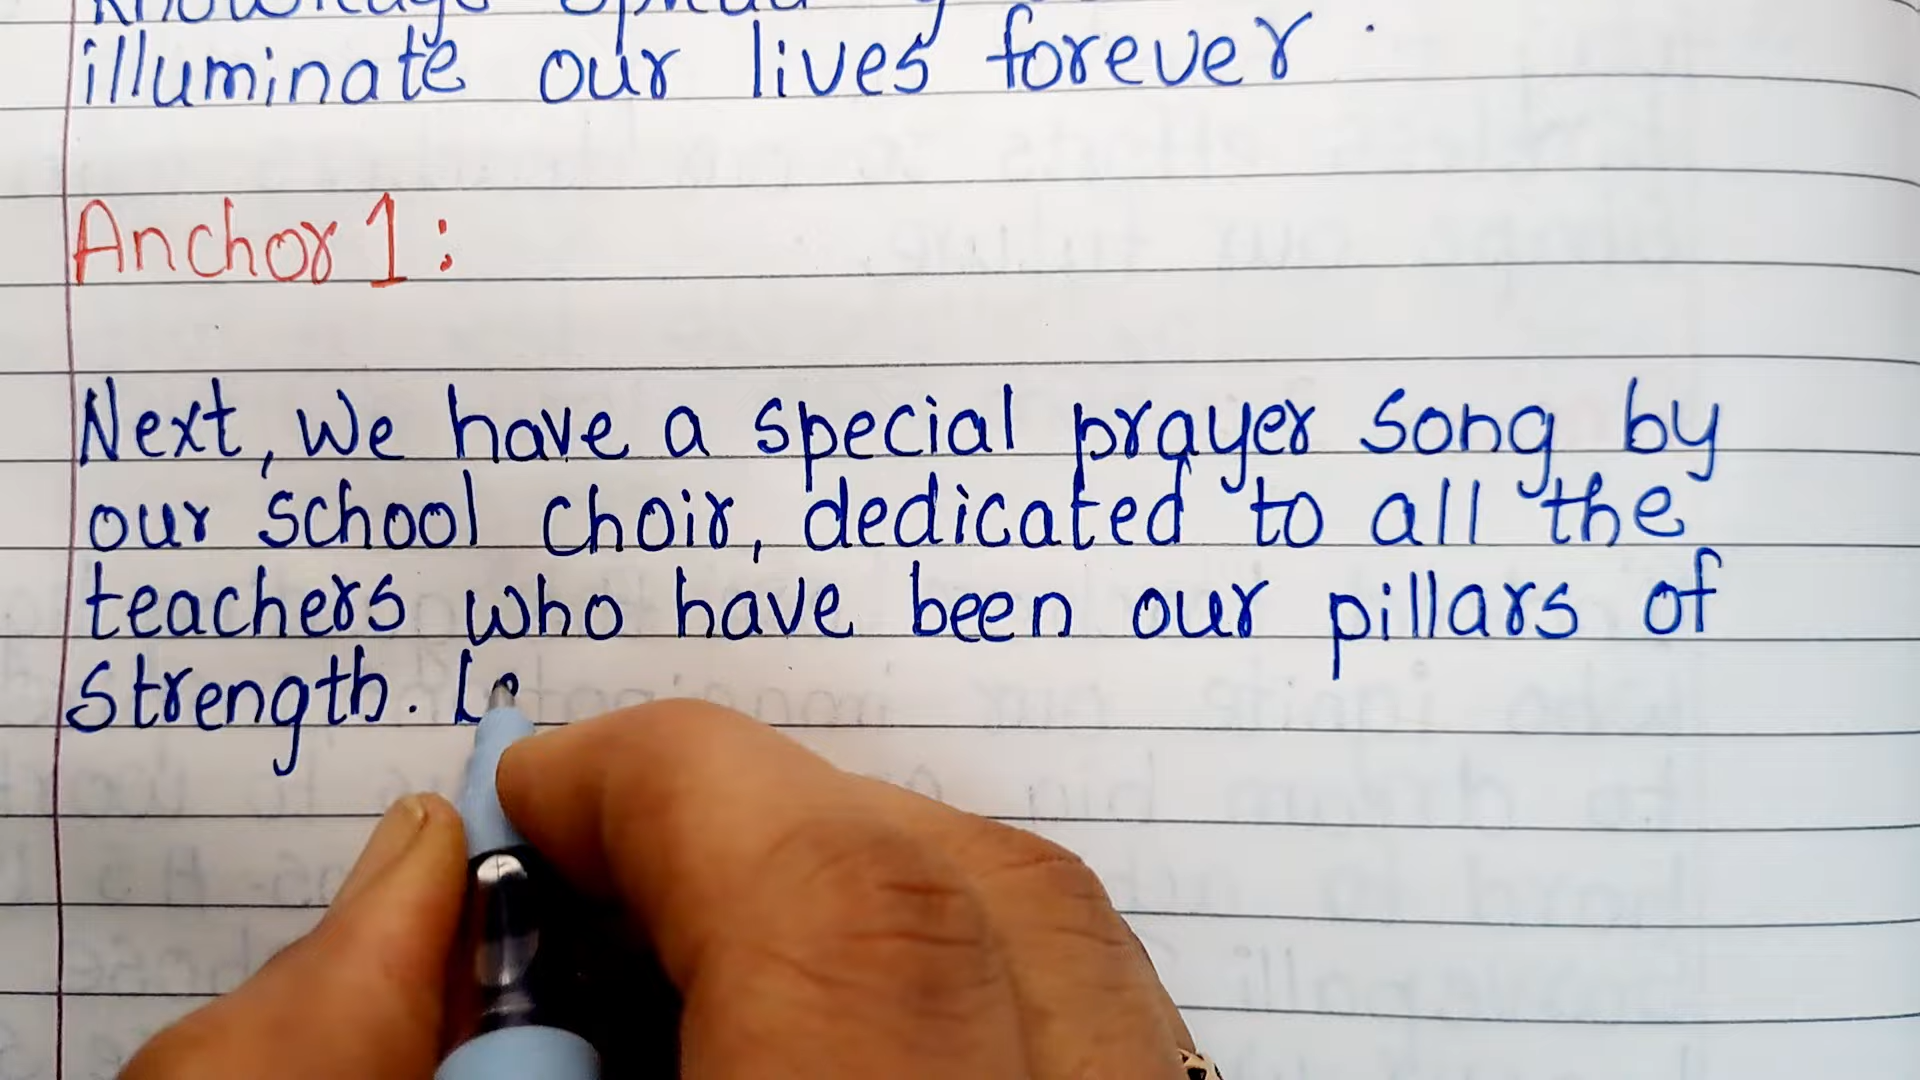 illuminate our lives forever.
Anchor 1:
Next, We have a special prayer song by
our school choir, dedicated to all the
teachers who have been our pillars of
Strength. Le